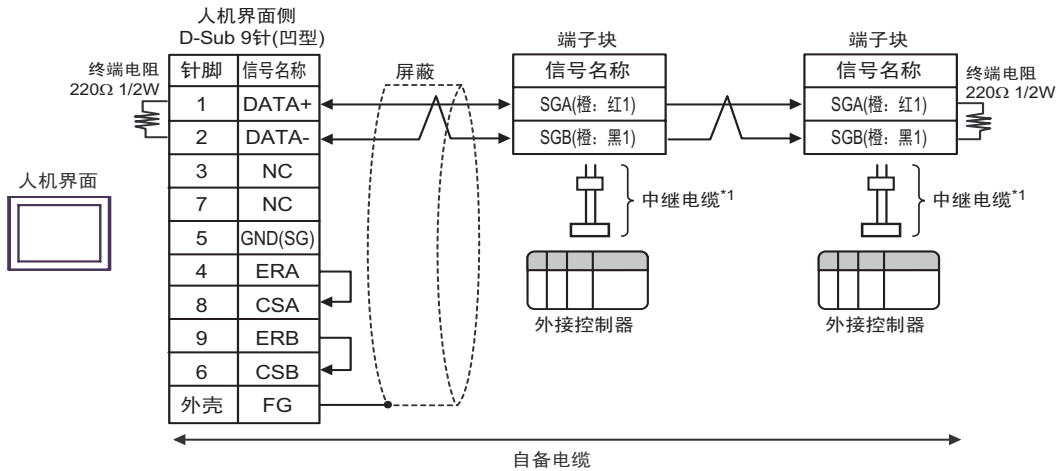 人机界面侧
D-Sub 9针(凹型)
终端电阻
220Ω 1/2W
针脚 信号名称
1 DATA+
2 DATA-
3 NC
7 NC
5 GND(SG)
4 ERA
8 CSA
9 ERB
6 CSB
外壳 FG
人机界面
屏蔽
端子块
信号名称
SGA(橙：红1)
SGB(橙：黑1)
中继电缆*1
外接控制器
端子块
信号名称
SGA(橙：红1)
SGB(橙：黑1)
终端电阻
220Ω 1/2W
中继电缆*1
外接控制器
自备电缆